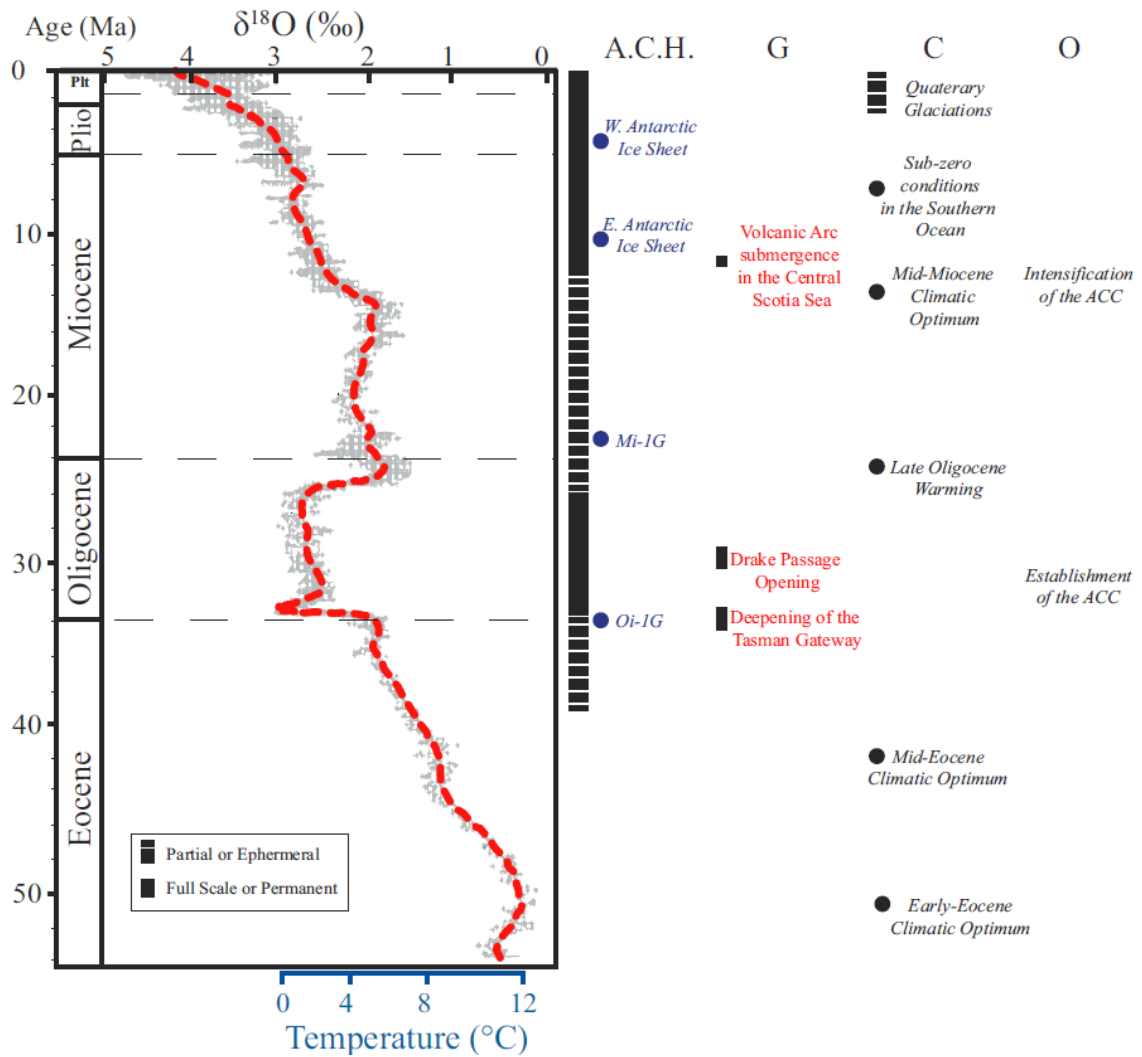 Age (Ma)
δ¹⁸O (‰)
A.C.H.
G
C
O
5
4
3
2
1
0
0
10
20
30
40
50
Plt
Plio
Miocene
Oligocene
Eocene
Quaterary
Glaciations
W. Antarctic
Ice Sheet
Sub-zero
conditions
in the Southern
Ocean
E. Antarctic
Ice Sheet
Volcanic Arc
submergence
in the Central
Scotia Sea
Mid-Miocene
Climatic
Optimum
Intensification
of the ACC
Mi-1G
Late Oligocene
Warming
Drake Passage
Opening
Establishment
of the ACC
Oi-1G
Deepening of the
Tasman Gateway
Mid-Eocene
Climatic Optimum
Early-Eocene
Climatic Optimum
Partial or Ephemeral
Full Scale or Permanent
0
4
8
12
Temperature (°C)